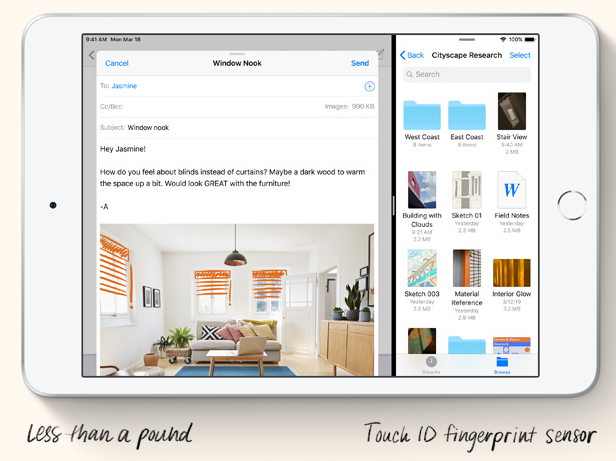 9:41 AM Mon Mar 18
100%
Cancel
Window Nook
Send
To: Jasmine
Cc/Bcc:
Images: 990 KB
Subject: Window nook
Hey Jasmine!
How do you feel about blinds instead of curtains? Maybe a dark wood to warm
the space up a bit. Would look GREAT with the furniture!
-A
Back
Cityscape Research
Select
Search
West Coast
8 items
East Coast
9 items
Stair View
9:40 AM
2 MB
Building with
Clouds
9:21 AM
2.2 MB
Sketch 01
Yesterday
2.2 MB
W
Field Notes
Yesterday
2.5 MB
Sketch 003
Yesterday
Material
Reference
Yesterday
2.9 MB
Interior Glow
3/12/19
3.2 MB
Recents
Browse
Less than a pound
Touch ID fingerprint sensor